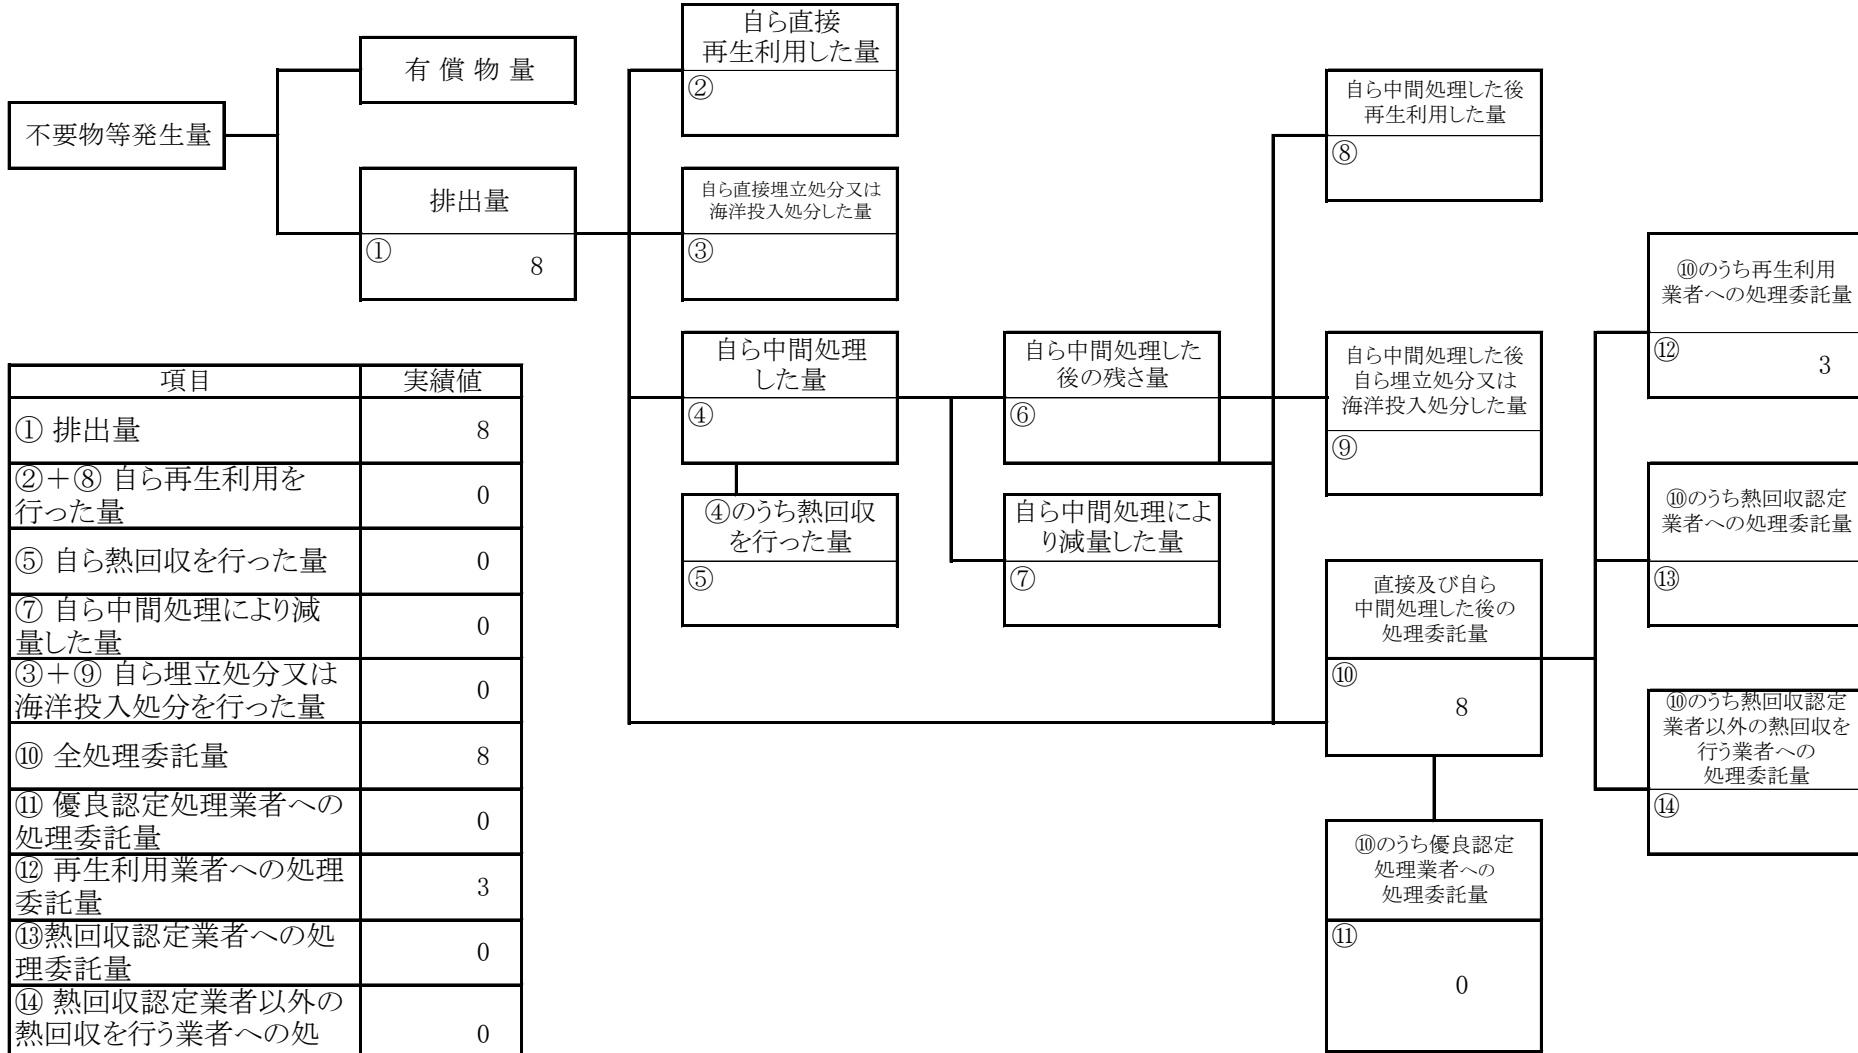 不要物等発生量
有 償 物 量
排出量
①
8
自ら直接
再生利用した量
②
自ら直接埋立処分又は
海洋投入処分した量
③
自ら中間処理
した量
④
④のうち熱回収
を行った量
⑤
自ら中間処理した
後の残さ量
⑥
自ら中間処理によ
り減量した量
⑦
自ら中間処理した後
再生利用した量
⑧
自ら中間処理した後
自ら埋立処分又は
海洋投入処分した量
⑨
直接及び自ら
中間処理した後の
処理委託量
⑩
8
⑩のうち優良認定
処理業者への
処理委託量
⑪
0
⑩のうち再生利用
業者への処理委託量
⑫
3
⑩のうち熱回収認定
業者への処理委託量
⑬
⑩のうち熱回収認定
業者以外の熱回収を
行う業者への
処理委託量
⑭
項目 実績値
① 排出量 8
②＋⑧ 自ら再生利用を
行った量 0
⑤ 自ら熱回収を行った量 0
⑦ 自ら中間処理により減
量した量 0
③＋⑨ 自ら埋立処分又は
海洋投入処分を行った量 0
⑩ 全処理委託量 8
⑪ 優良認定処理業者への
処理委託量 0
⑫ 再生利用業者への処理
委託量 3
⑬熱回収認定業者への処
理委託量 0
⑭ 熱回収認定業者以外の
熱回収を行う業者への処 0